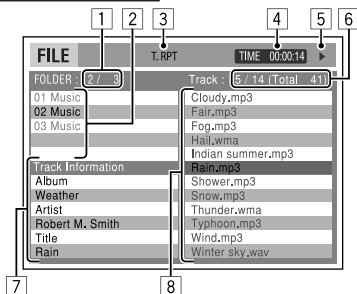 1 2 3 4 5 6
FILE T. RPT TIME 00:00:14
FOLDER : 2 / 3 Track : 5 / 14 (Total 41)
01 Music
02 Music
03 Music
Track Information
Album
Weather
Artist
Robert M. Smith
Title
Rain
Cloudy.mp3
Fair.mp3
Fog.mp3
Hail.wma
Indian summer.mp3
Rain.mp3
Shower.mp3
Snow.mp3
Thunder.wma
Typhoon.mp3
Wind.mp3
Winter sky.wav
7 8